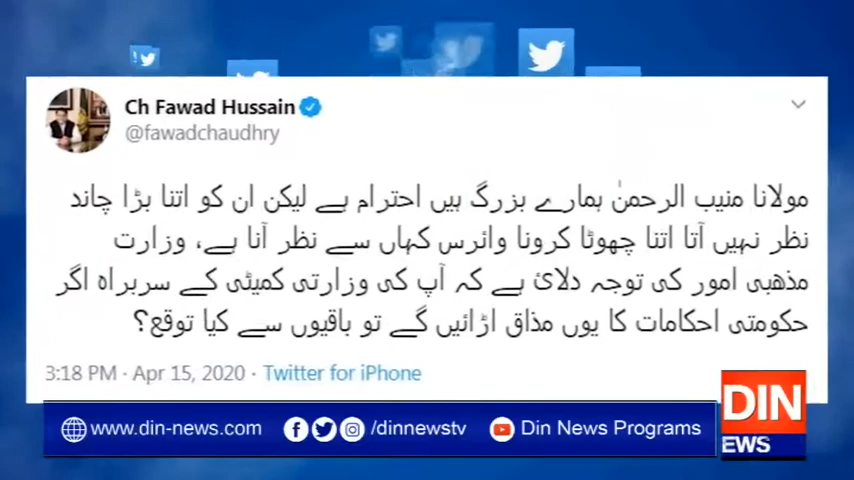 Ch Fawad Hussain
@fawadchaudhry
مولانا منیب الرحمنٰ ہمارے بزرگ ہیں احترام ہے لیکن ان کو اتنا بڑا چاند
نظر نہیں آتا اتنا چھوٹا کرونا وائرس کہاں سے نظر آنا ہے، وزارت
مذھبی امور کی توجہ دلائ ہے کہ آپ کی وزارتی کمیٹی کے سربراہ اگر
حکومتی احکامات کا یوں مذاق اڑائیں گے تو باقیوں سے کیا توقع؟
3:18 PM · Apr 15, 2020 · Twitter for iPhone
www.din-news.com /dinnewstv Din News Programs
DIN
EWS